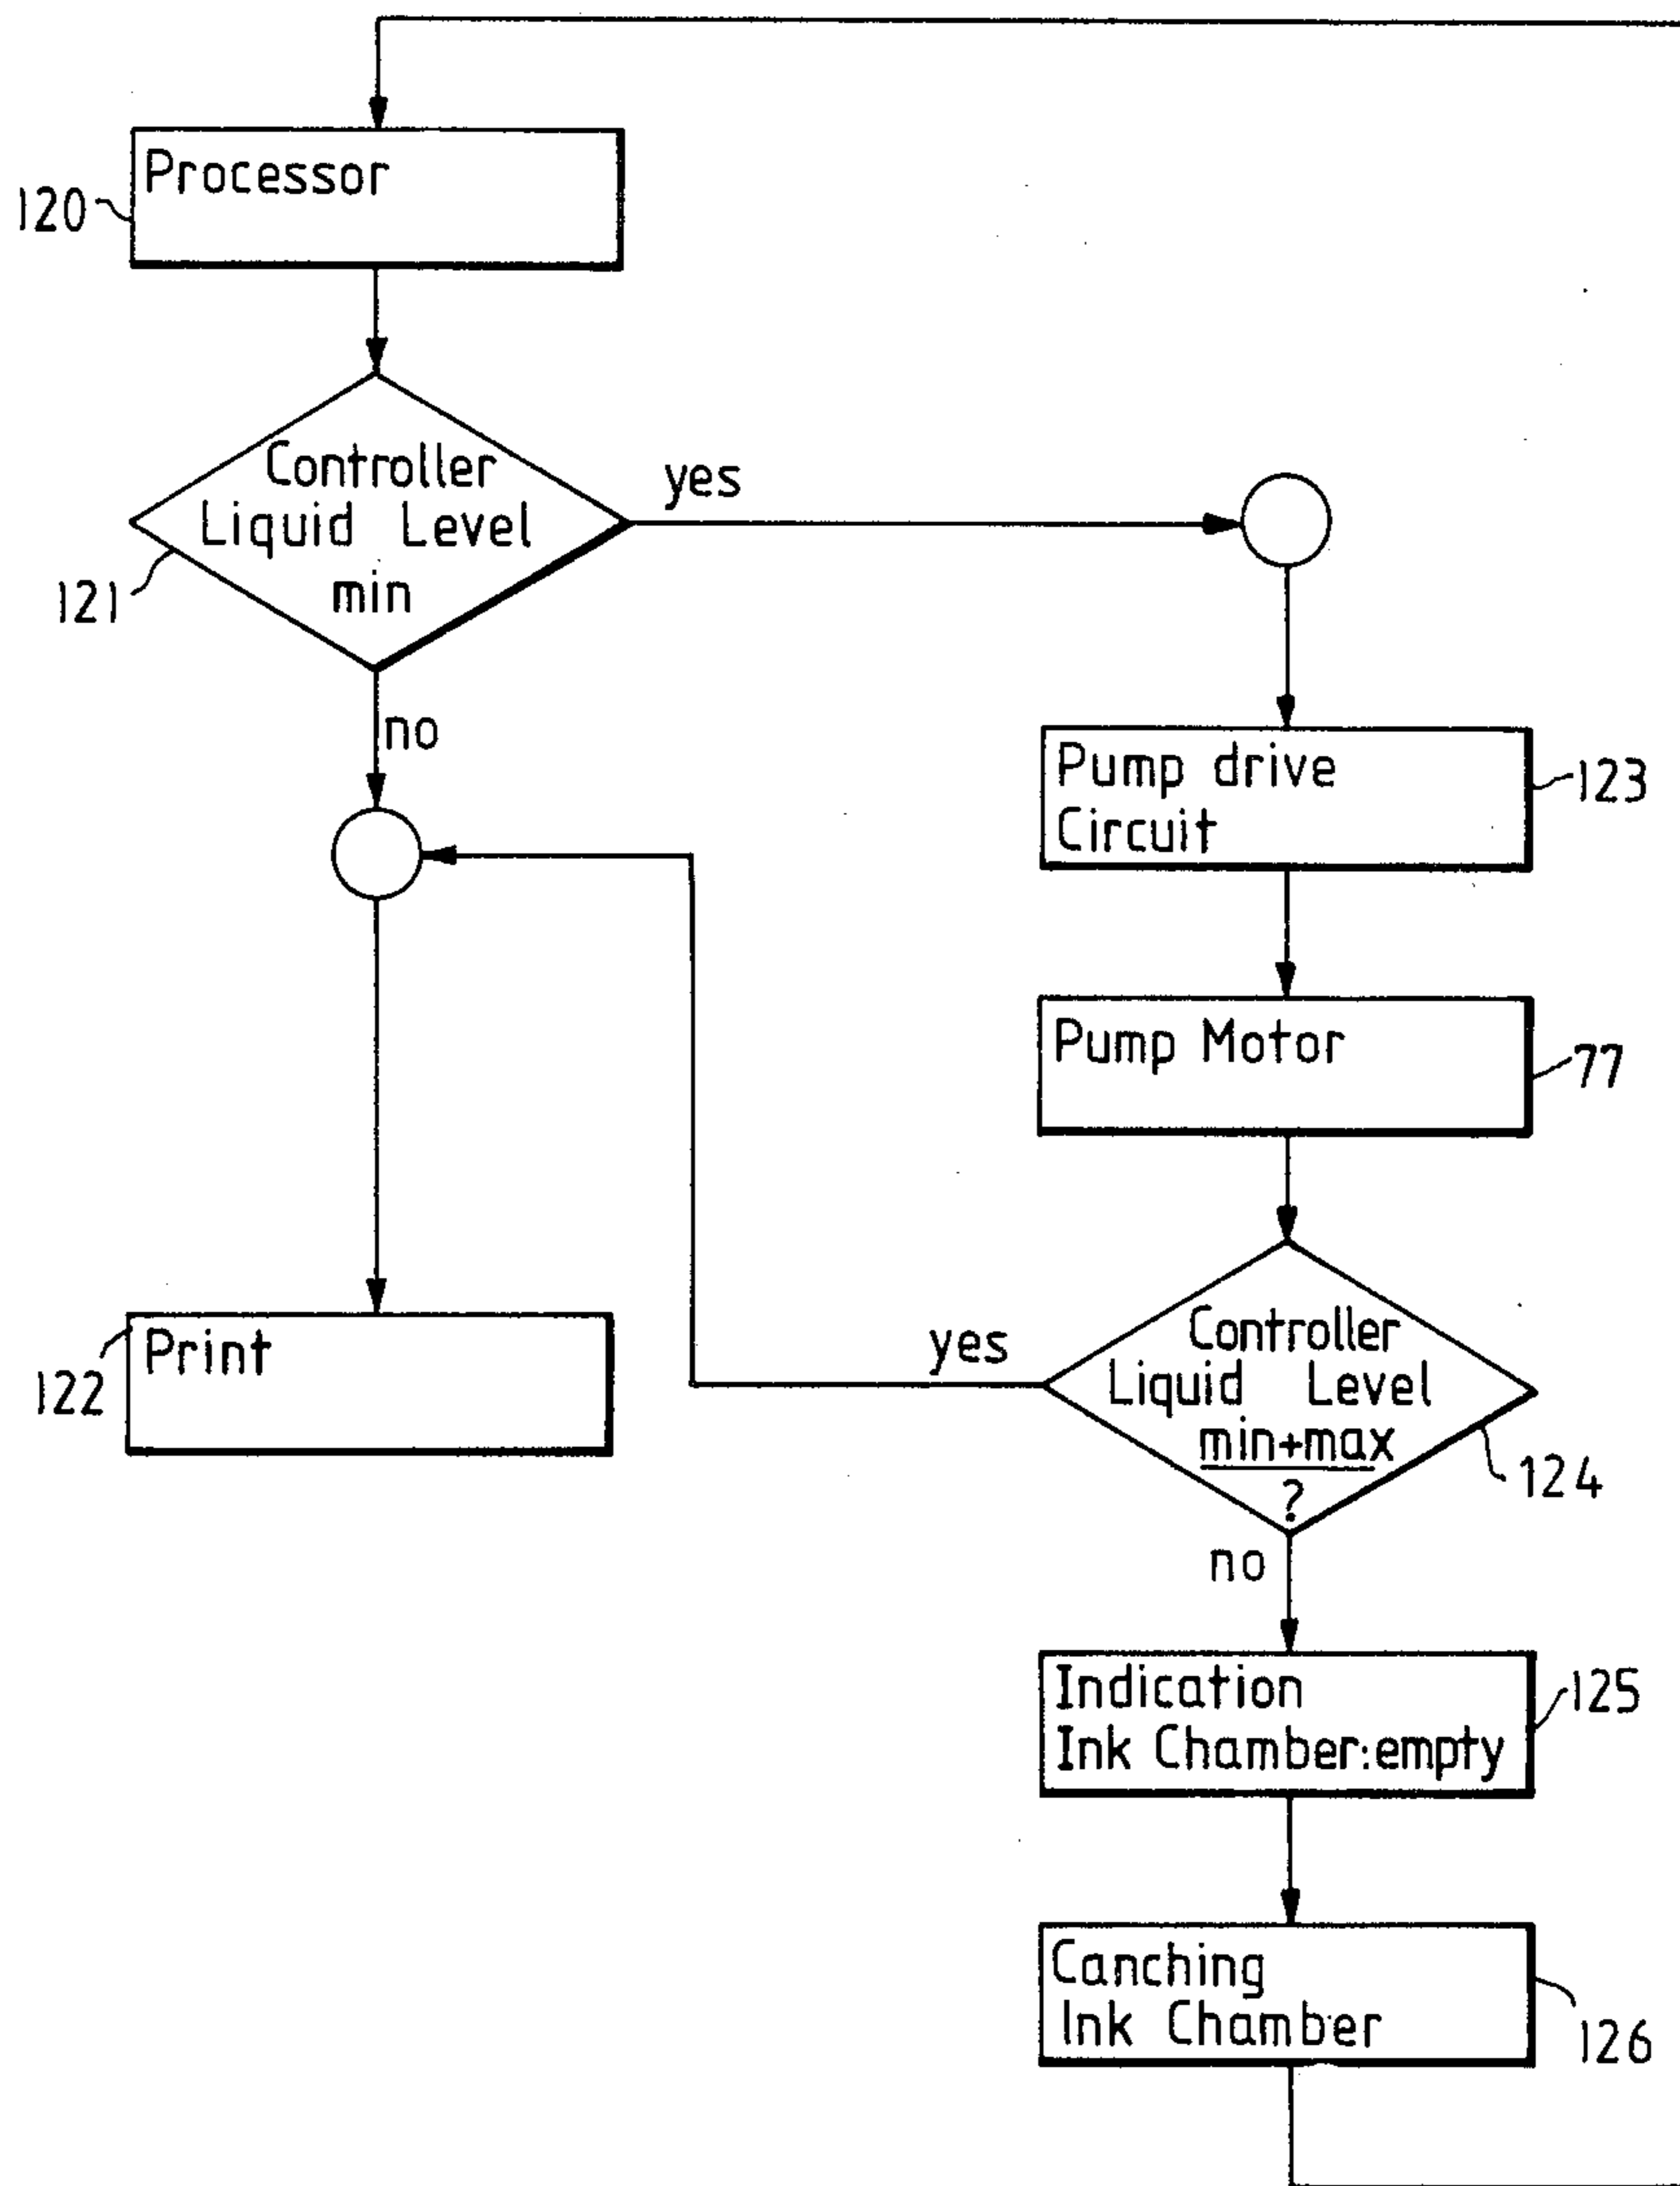 Processor
120
Controller
Liquid Level
min
121
yes
no
Pump drive
Circuit
123
Pump Motor
77
Print
122
yes
Controller
Liquid Level
min+max
?
124
no
Indication
Ink Chamber:empty
125
Canching
Ink Chamber
126